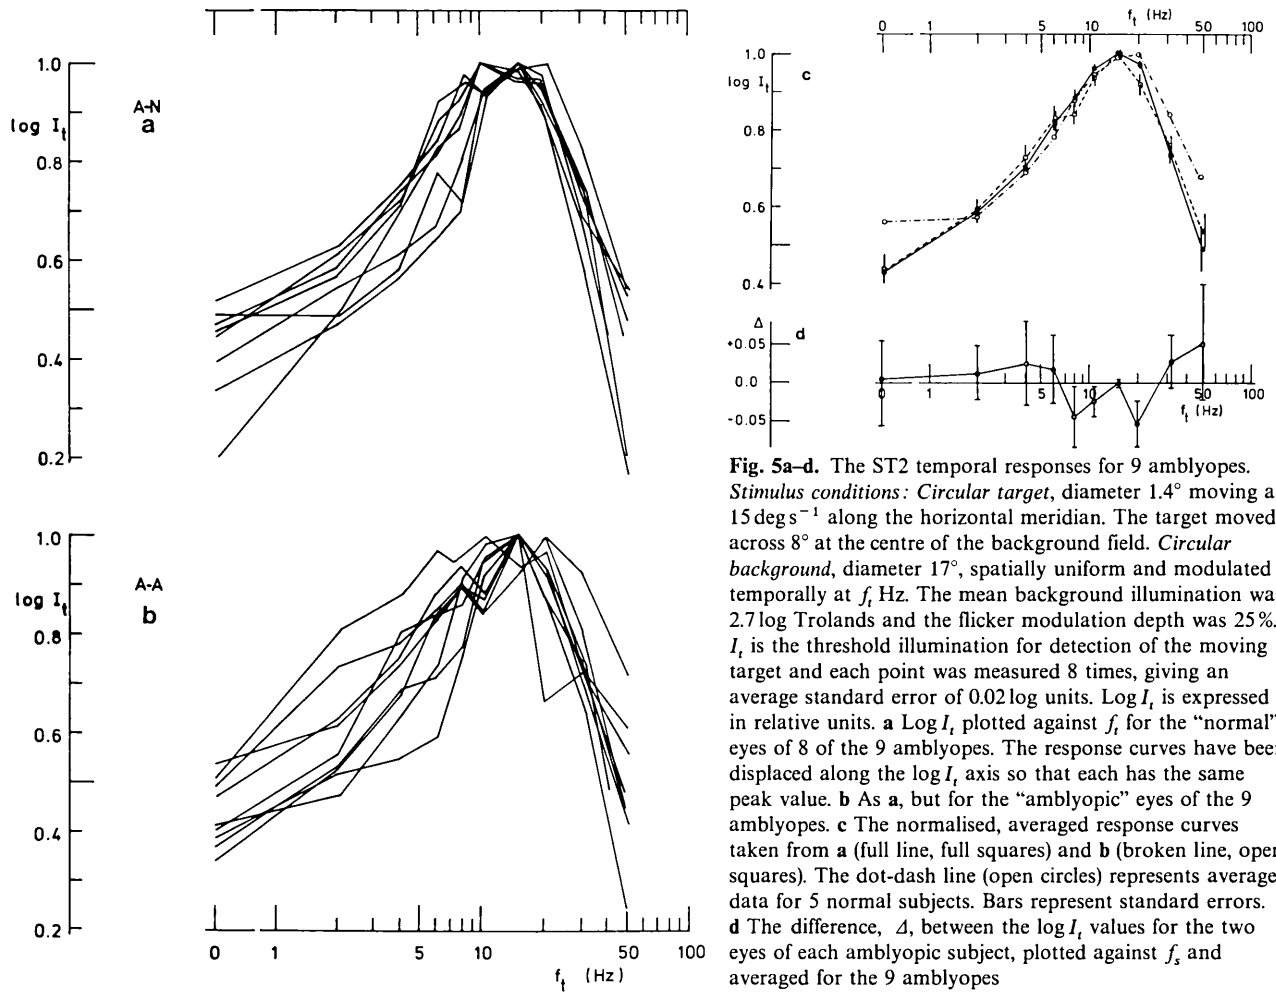 1.0
A-N
a
log I_t
0.8
0.6
0.4
0.2
1.0
A-A
log I_t
b
0.8
0.6
0.4
0.2
0 1 5 10 50 100
f_t (Hz)
f_t (Hz)
0 1 5 10 50 100
1.0
log I_t
c
0.8
0.6
0.4
Δ
d
+0.05
0.0
-0.05
0 1 5 10 50 100
f_t (Hz)
Fig. 5a–d. The ST2 temporal responses for 9 amblyopes.
Stimulus conditions: Circular target, diameter 1.4° moving a
15 deg s⁻¹ along the horizontal meridian. The target moved
across 8° at the centre of the background field. Circular
background, diameter 17°, spatially uniform and modulated
temporally at f_t Hz. The mean background illumination wa
2.7 log Trolands and the flicker modulation depth was 25%.
I_t is the threshold illumination for detection of the moving
target and each point was measured 8 times, giving an
average standard error of 0.02 log units. Log I_t is expressed
in relative units. a Log I_t plotted against f_t for the “normal”
eyes of 8 of the 9 amblyopes. The response curves have been
displaced along the log I_t axis so that each has the same
peak value. b As a, but for the “amblyopic” eyes of the 9
amblyopes. c The normalised, averaged response curves
taken from a (full line, full squares) and b (broken line, open
squares). The dot-dash line (open circles) represents average
data for 5 normal subjects. Bars represent standard errors.
d The difference, Δ, between the log I_t values for the two
eyes of each amblyopic subject, plotted against f_s and
averaged for the 9 amblyopes